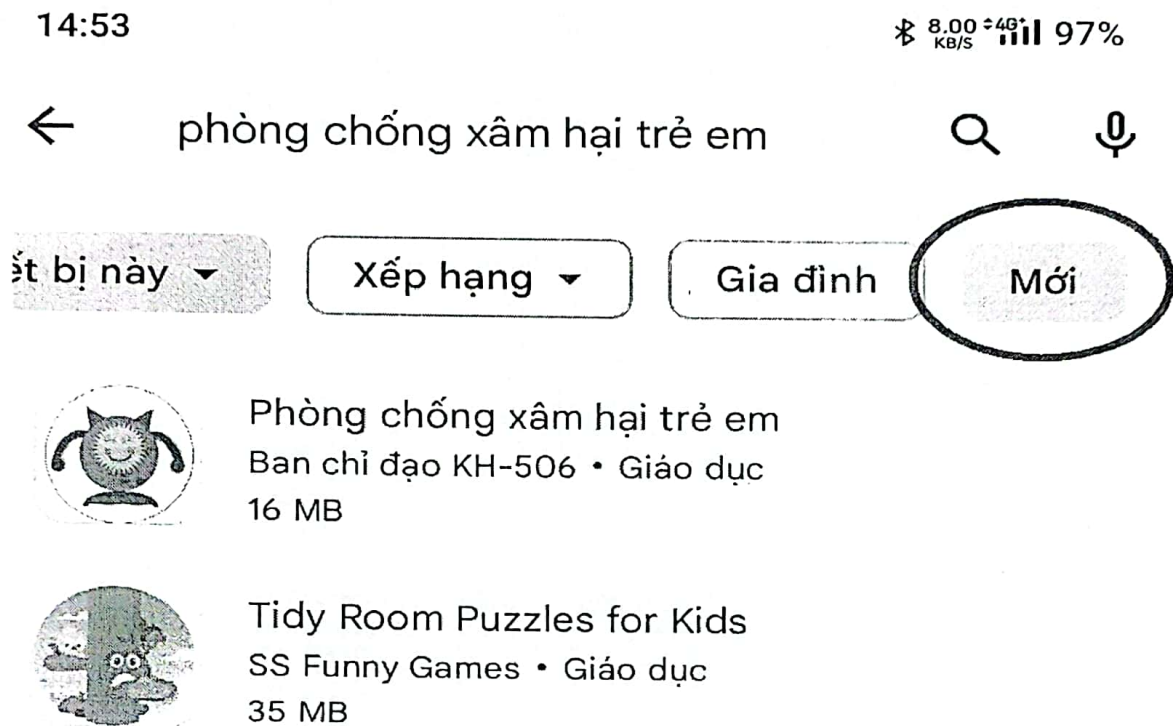 14:53 8.00 KB/S 4G+ 97%
phòng chống xâm hại trẻ em
ết bị này Xếp hạng Gia đình Mới
Phòng chống xâm hại trẻ em
Ban chỉ đạo KH-506 • Giáo dục
16 MB
Tidy Room Puzzles for Kids
SS Funny Games • Giáo dục
35 MB